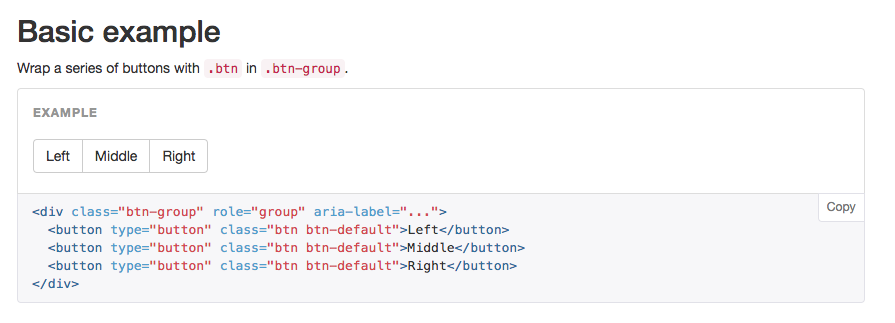 Basic example
Wrap a series of buttons with .btn in .btn-group.
EXAMPLE
Left Middle Right
Copy
<div class="btn-group" role="group" aria-label="...">
  <button type="button" class="btn btn-default">Left</button>
  <button type="button" class="btn btn-default">Middle</button>
  <button type="button" class="btn btn-default">Right</button>
</div>